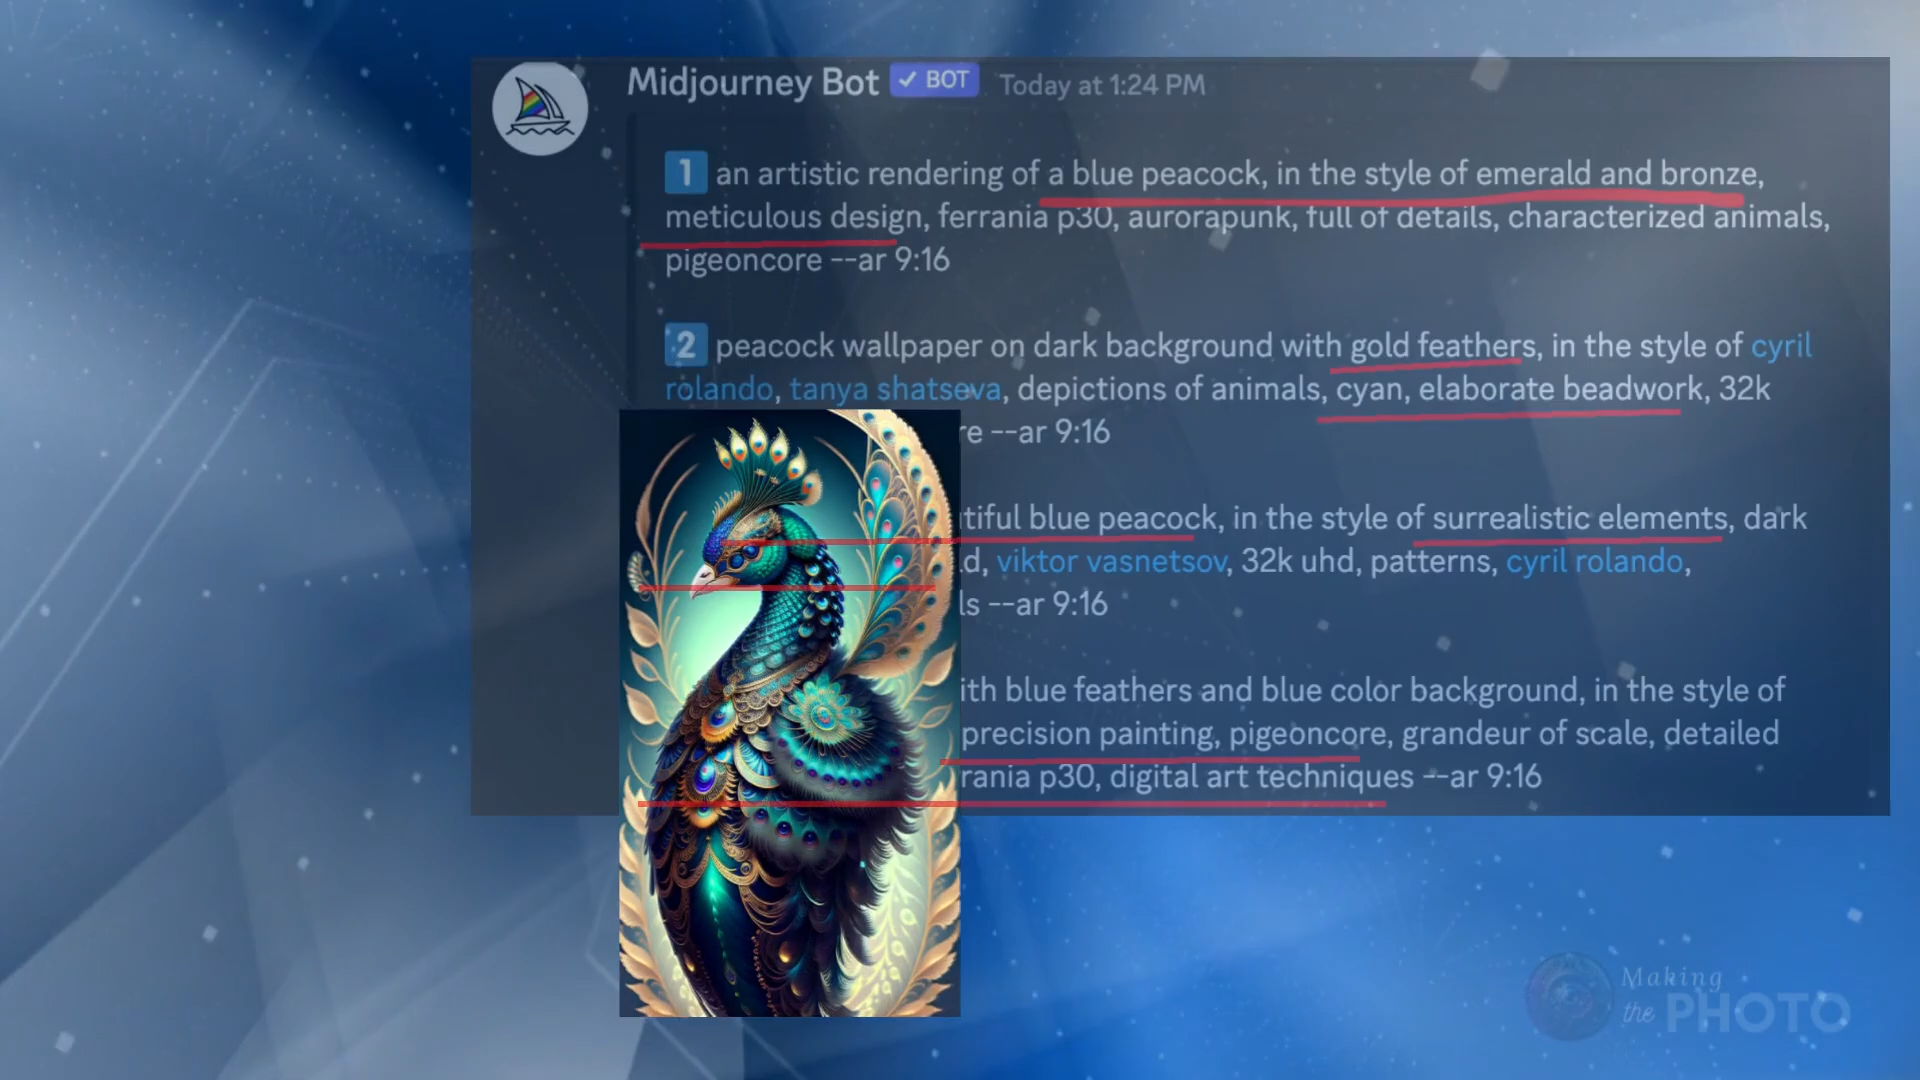 Midjourney Bot ✓ BOT Today at 1:24 PM
1 an artistic rendering of a blue peacock, in the style of emerald and bronze,
meticulous design, ferrania p30, aurorapunk, full of details, characterized animals,
pigeoncore --ar 9:16
2 peacock wallpaper on dark background with gold feathers, in the style of cyril
rolando, tanya shatseva, depictions of animals, cyan, elaborate beadwork, 32k
re --ar 9:16
tiful blue peacock, in the style of surrealistic elements, dark
d, viktor vasnetsov, 32k uhd, patterns, cyril rolando,
ls --ar 9:16
ith blue feathers and blue color background, in the style of
precision painting, pigeoncore, grandeur of scale, detailed
rania p30, digital art techniques --ar 9:16
Making
the PHOTO